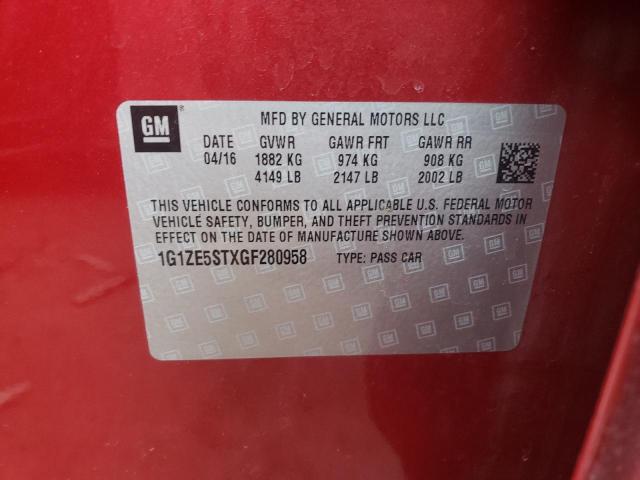 GM ® MFD BY GENERAL MOTORS LLC
DATE GVWR GAWR FRT GAWR RR
04/16 1882 KG 974 KG 908 KG
4149 LB 2147 LB 2002 LB
THIS VEHICLE CONFORMS TO ALL APPLICABLE U.S. FEDERAL MOTOR
VEHICLE SAFETY, BUMPER, AND THEFT PREVENTION STANDARDS IN
EFFECT ON THE DATE OF MANUFACTURE SHOWN ABOVE.
1G1ZE5STXGF280958 TYPE: PASS CAR